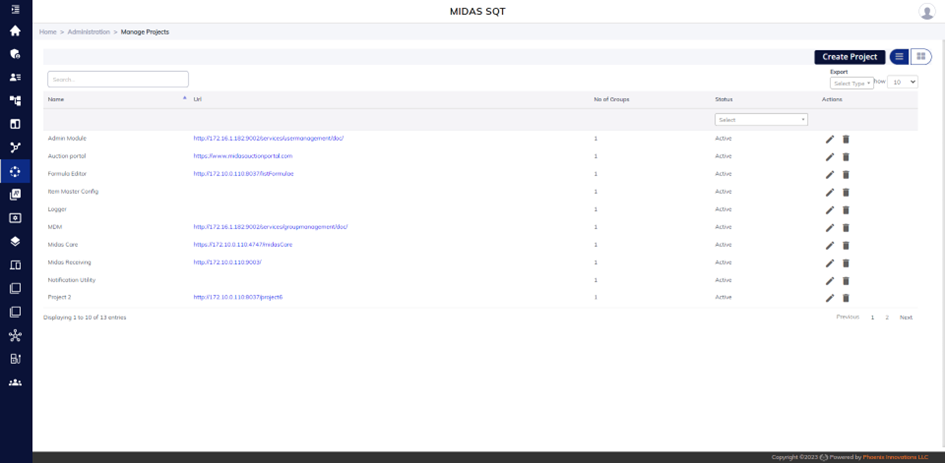 MIDAS SQT
Home > Administration > Manage Projects
Create Project
Search...
Export
Select Type
how 10
Name Url No of Groups Status Actions
Select
Admin Module http://172.16.1.182:9002/services/usermanagement/doc/ 1 Active
Auction portal https://www.midasauctionportal.com 1 Active
Formula Editor http://172.10.0.110:8037/listFormulae 1 Active
Item Master Config 1 Active
Logger 1 Active
MDM http://172.16.1.182:9002/services/groupmanagement/doc/ 1 Active
Midas Core https://172.10.0.110:4747/midasCore 1 Active
Midas Receiving http://172.10.0.110:9003/ 1 Active
Notification Utility 1 Active
Project 2 http://172.10.0.110:8037/project6 1 Active
Displaying 1 to 10 of 13 entries
Previous 1 2 Next
Copyright ©2023 Powered by Phoenix Innovations LLC